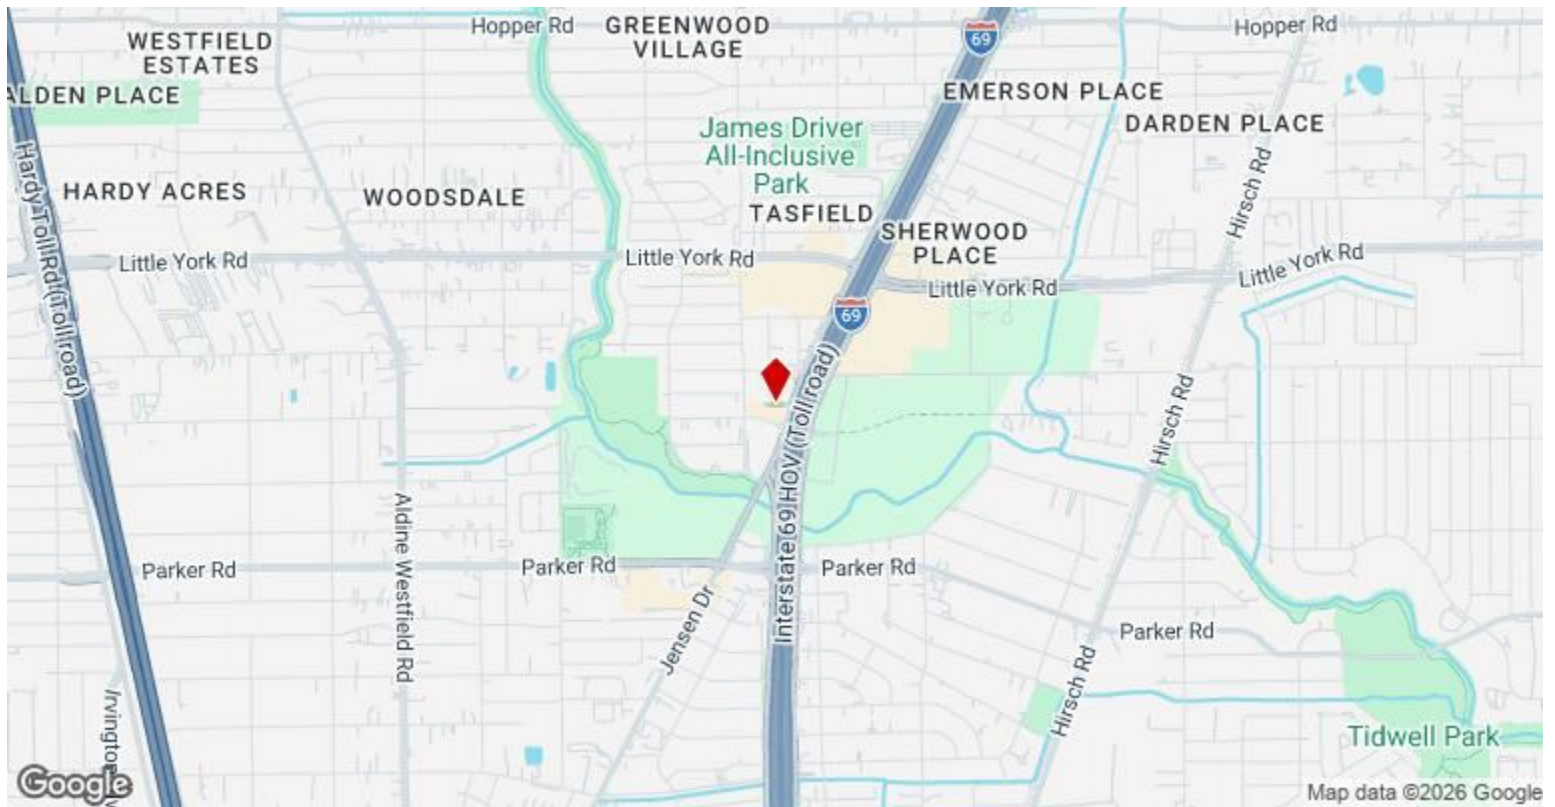 Hopper Rd
GREENWOOD
VILLAGE
69
Hopper Rd
WESTFIELD
ESTATES
ALDEN PLACE
EMERSON PLACE
DARDEN PLACE
James Driver
All-Inclusive
Park
HARDY ACRES
WOODSDALE
TASFIELD
SHERWOOD
PLACE
Hirsch Rd
Hardy Toll Rd (Toll road)
Little York Rd
Little York Rd
Little York Rd
Little York Rd
69
Interstate 69 HOV (Toll road)
Hirsch Rd
Aldine Westfield Rd
Parker Rd
Parker Rd
Parker Rd
Jensen Dr
Parker Rd
Hirsch Rd
Irvington
Tidwell Park
Google
Map data ©2026 Google